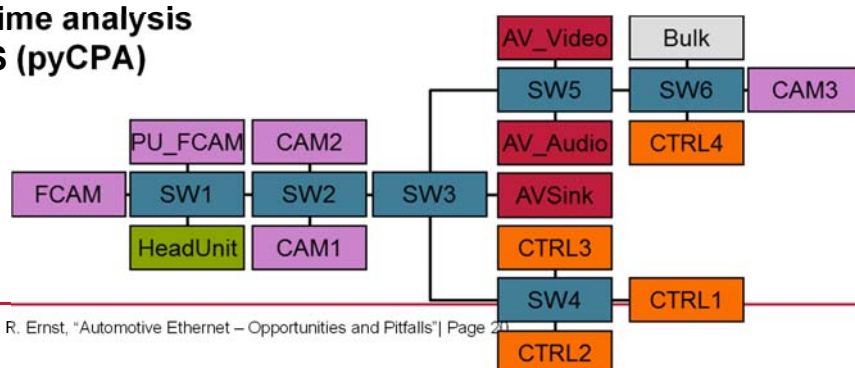 ime analysis
S (pyCPA)
AV_Video
Bulk
SW5
SW6
CAM3
PU_FCAM
CAM2
AV_Audio
CTRL4
FCAM
SW1
SW2
SW3
AVSink
HeadUnit
CAM1
CTRL3
SW4
CTRL1
R. Ernst, “Automotive Ethernet – Opportunities and Pitfalls”| Page 20
CTRL2